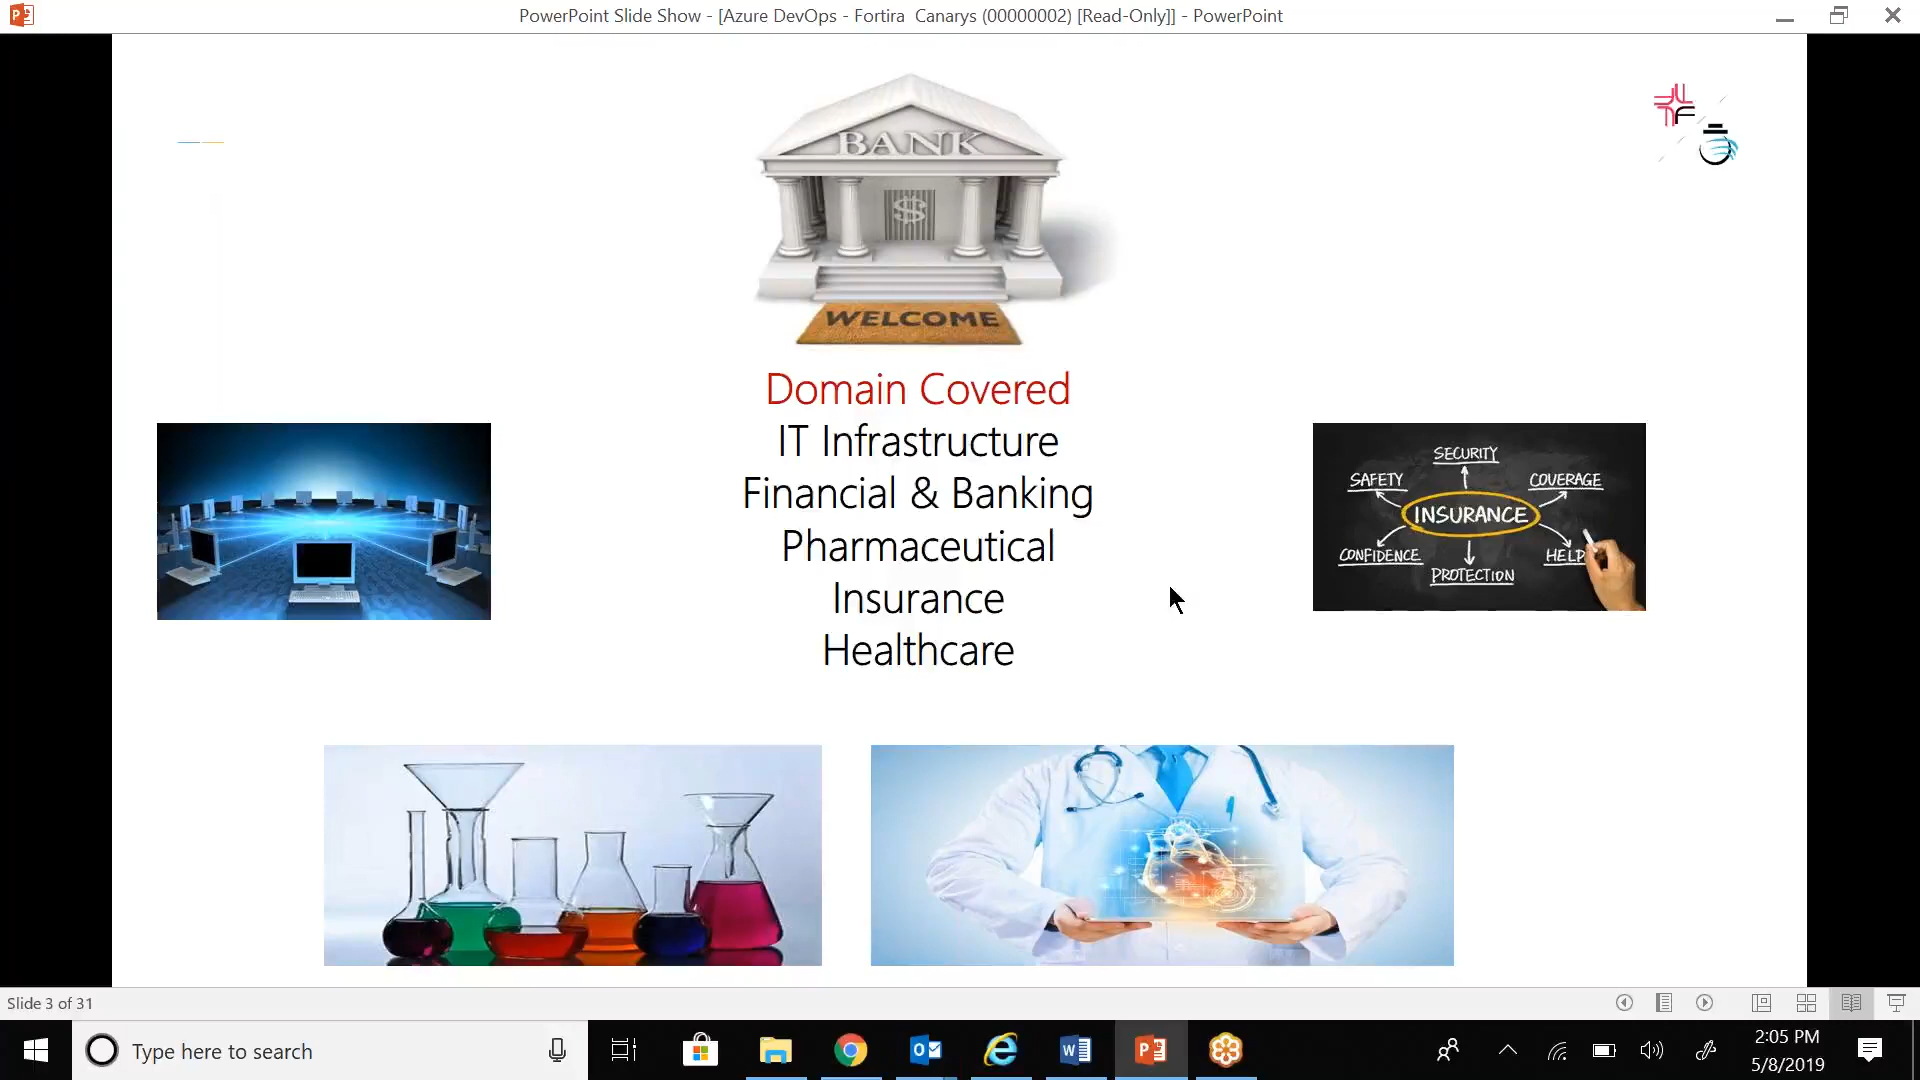 PowerPoint Slide Show - [Azure DevOps - Fortira  Canarys (00000002) [Read-Only]] - PowerPoint
BANK
$
WELCOME
Domain Covered
IT Infrastructure
Financial & Banking
Pharmaceutical
Insurance
Healthcare
SECURITY
SAFETY
COVERAGE
INSURANCE
CONFIDENCE
HELP
PROTECTION
Slide 3 of 31
Type here to search
2:05 PM
5/8/2019